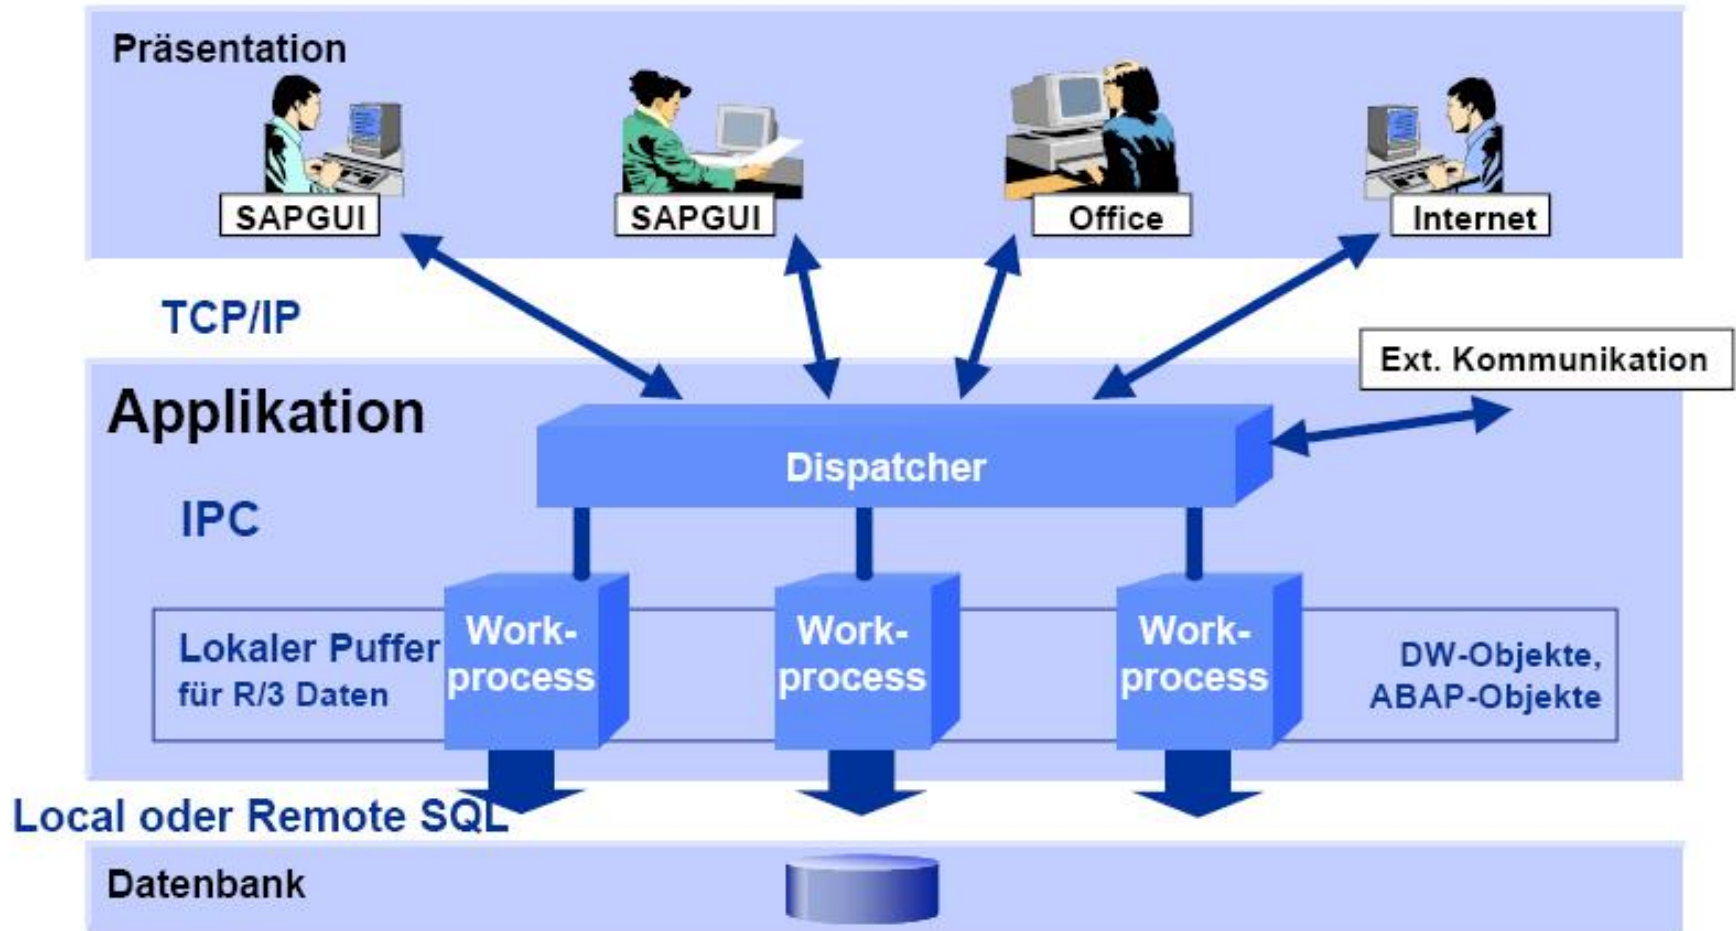 Präsentation
SAPGUI
SAPGUI
Office
Internet
TCP/IP
Ext. Kommunikation
Applikation
Dispatcher
IPC
Lokaler Puffer
für R/3 Daten
Work-
process
Work-
process
Work-
process
DW-Objekte,
ABAP-Objekte
Local oder Remote SQL
Datenbank